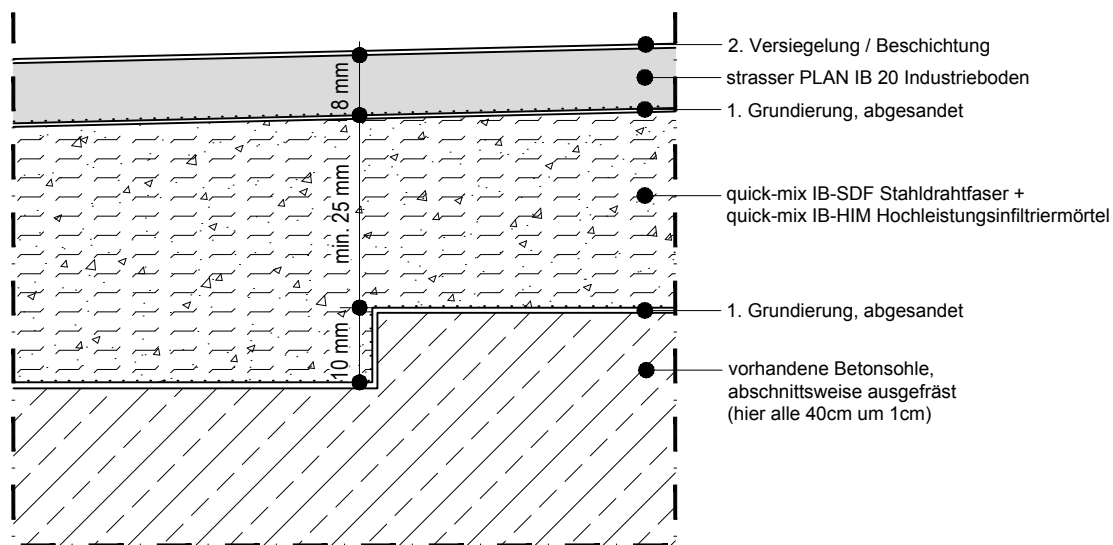 2. Versiegelung / Beschichtung
strasser PLAN IB 20 Industrieboden
1. Grundierung, abgesandet
quick-mix IB-SDF Stahldrahtfaser +
quick-mix IB-HIM Hochleistungsinfiltriermörtel
1. Grundierung, abgesandet
vorhandene Betonsohle,
abschnittsweise ausgefräst
(hier alle 40cm um 1cm)
8 mm
min. 25 mm
10 mm